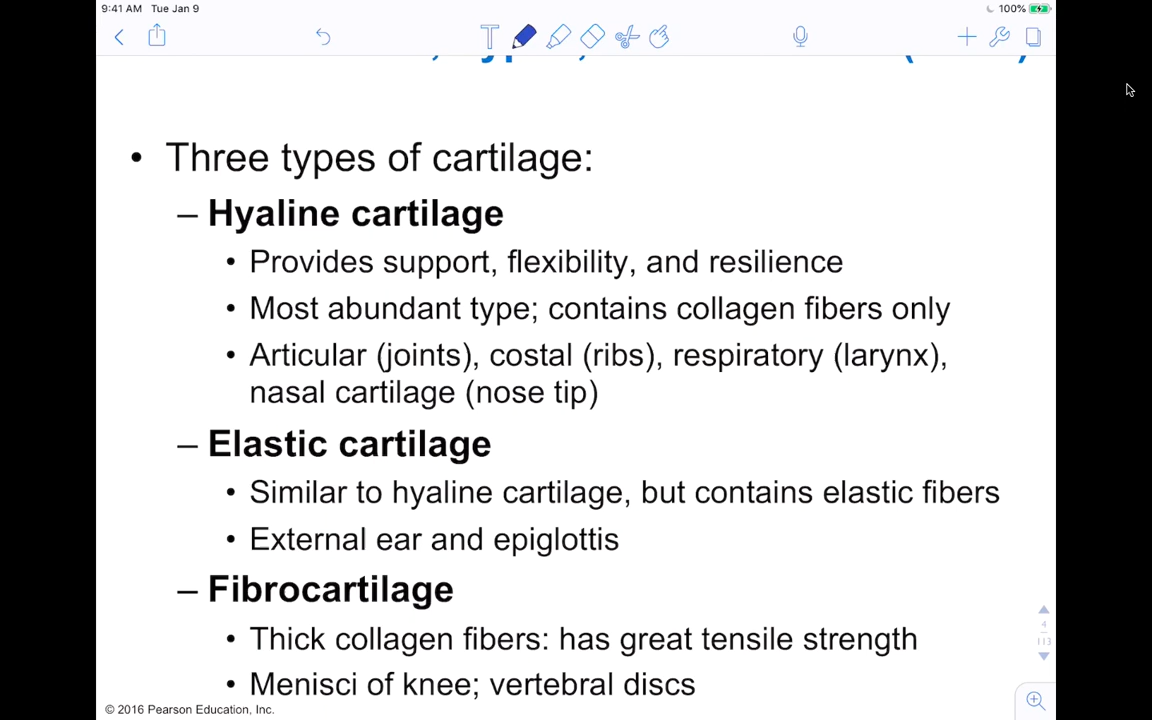 9:41 AM Tue Jan 9
100%
• Three types of cartilage:
– Hyaline cartilage
• Provides support, flexibility, and resilience
• Most abundant type; contains collagen fibers only
• Articular (joints), costal (ribs), respiratory (larynx),
nasal cartilage (nose tip)
– Elastic cartilage
• Similar to hyaline cartilage, but contains elastic fibers
• External ear and epiglottis
– Fibrocartilage
• Thick collagen fibers: has great tensile strength
• Menisci of knee; vertebral discs
4
113
© 2016 Pearson Education, Inc.